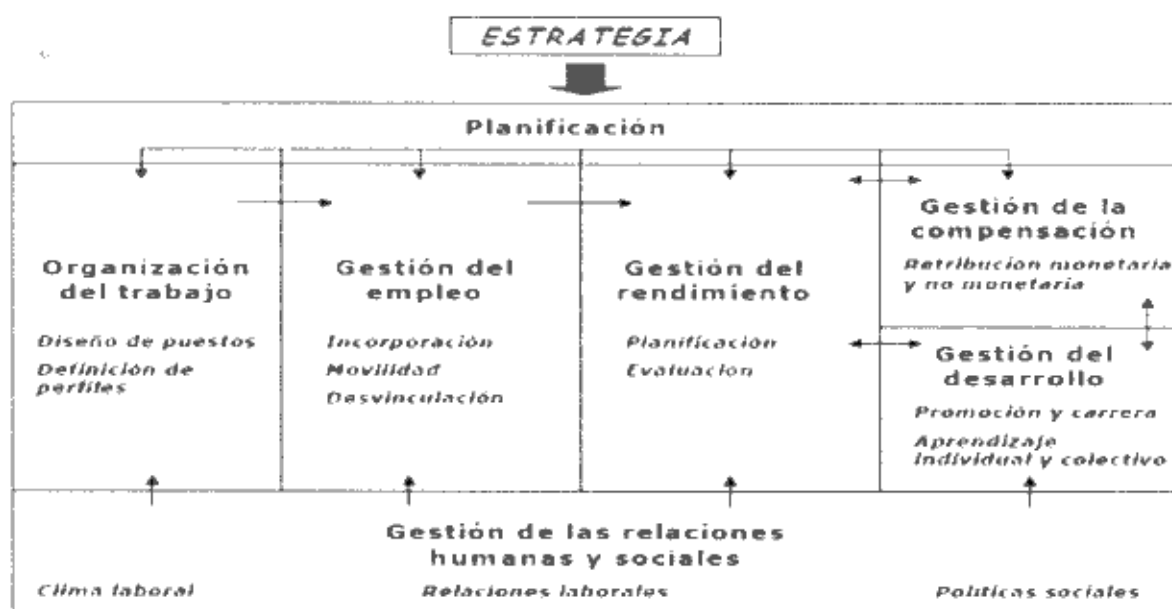 ESTRATEGIA
Planificación
Organización
del trabajo
Diseño de puestos
Definición de
perfiles
Gestión del
empleo
Incorporación
Movilidad
Desvinculación
Gestión del
rendimiento
Planificación
Evaluación
Gestión de la
compensación
Retribución monetaria
y no monetaria
Gestión del
desarrollo
Promoción y carrera
Aprendizaje
individual y colectivo
Gestión de las relaciones
humanas y sociales
Clima laboral
Relaciones laborales
Políticas sociales